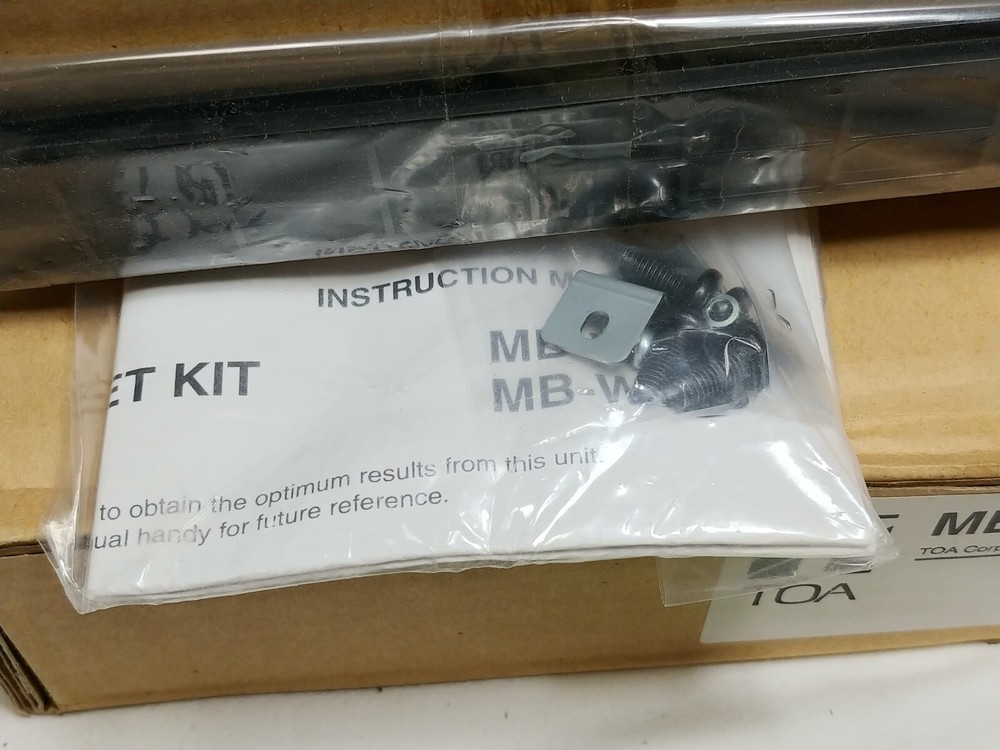 INSTRUCTION M
ET KIT
MB
MB-W
to obtain the optimum results from this unit.
ual handy for future reference.
MB
TOA Corp
TOA